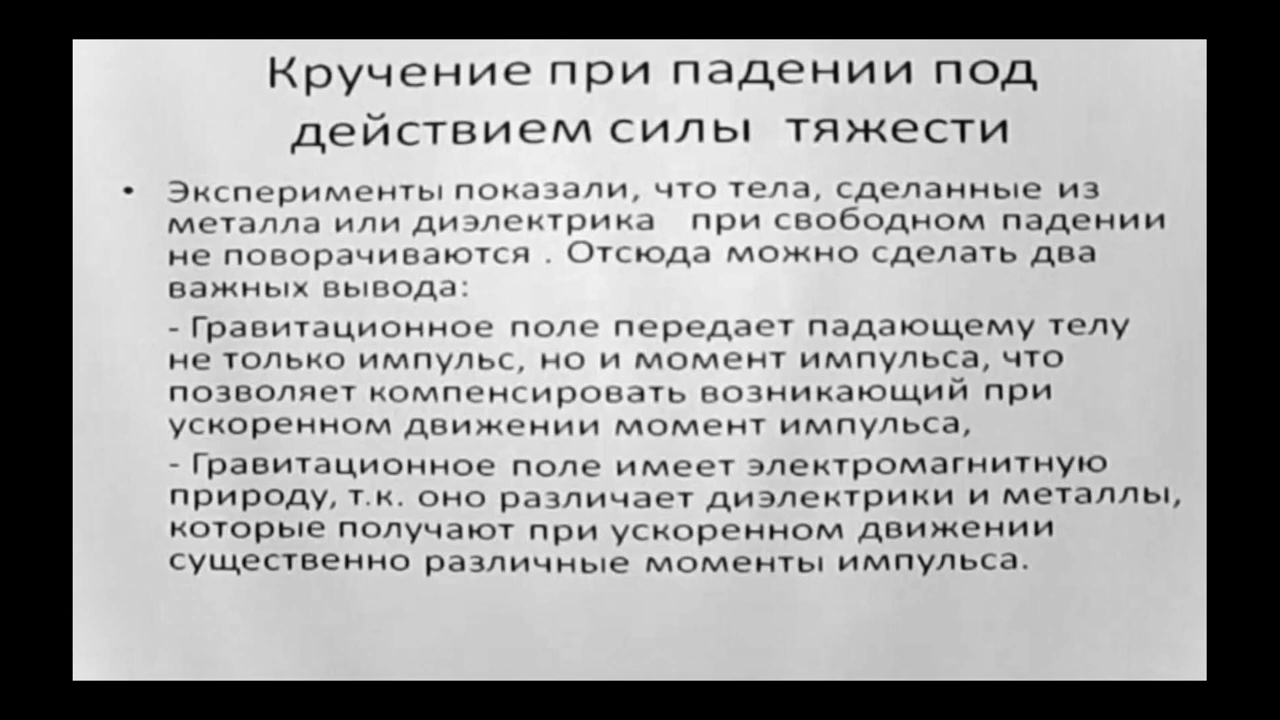 Кручение при падении под
действием силы тяжести
• Эксперименты показали, что тела, сделанные из
металла или диэлектрика при свободном падении
не поворачиваются . Отсюда можно сделать два
важных вывода:
- Гравитационное поле передает падающему телу
не только импульс, но и момент импульса, что
позволяет компенсировать возникающий при
ускоренном движении момент импульса,
- Гравитационное поле имеет электромагнитную
природу, т.к. оно различает диэлектрики и металлы,
которые получают при ускоренном движении
существенно различные моменты импульса.